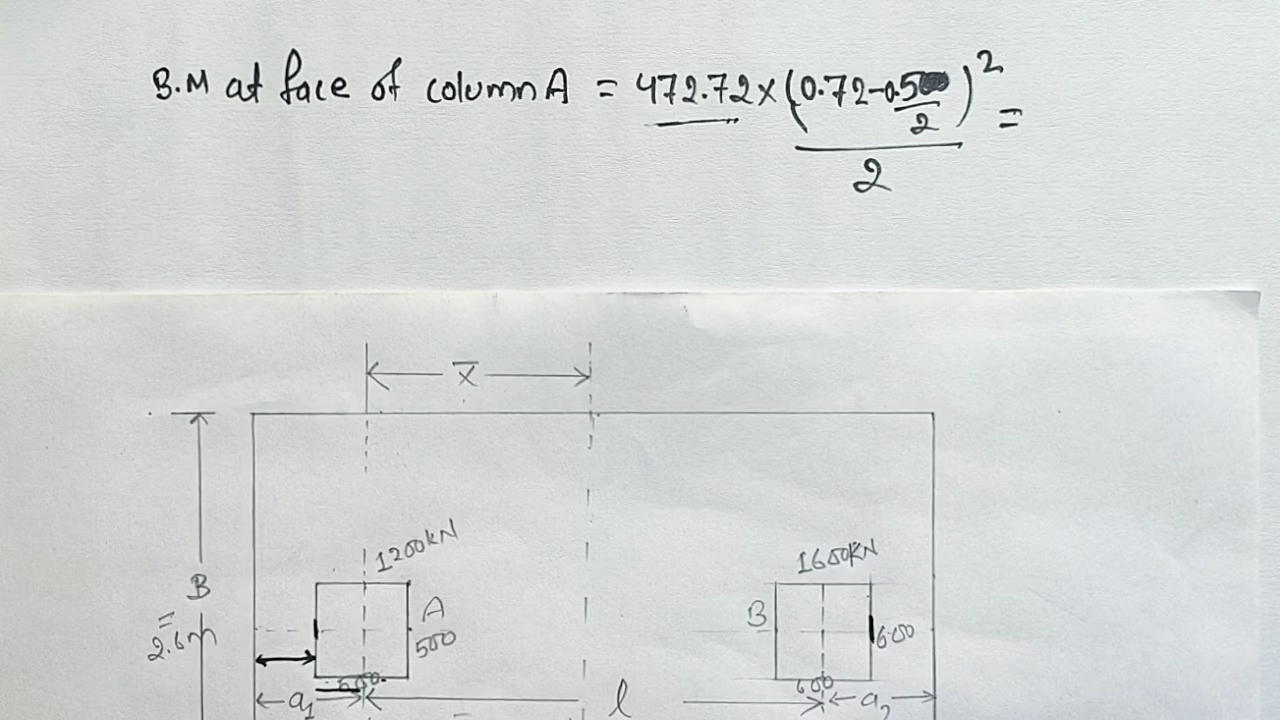 B.M at face of column A = 472.72 × (0.72-0.5/2)² / 2 =
x̄
1200KN
1600KN
B
=
2.6m
A
500
B
600
a₁
l
600
a₂